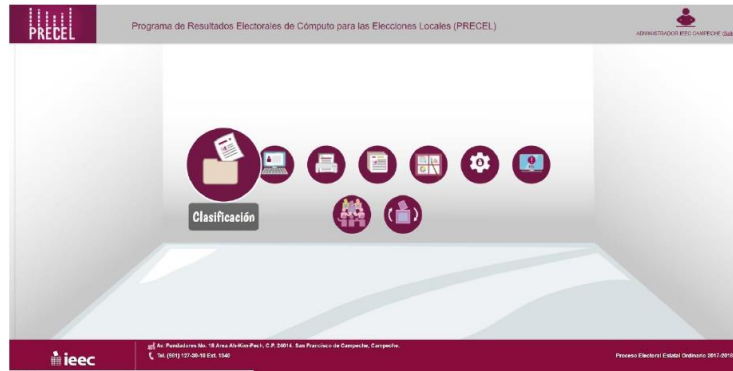 PRECEL
Programa de Resultados Electorales de Cómputo para las Elecciones Locales (PRECEL)
ADMINISTRADOR IEEC CAMPECHE
Clasificación
ieec
Av. Fundadores No. 18 Area Ah-Kim-Pech, C.P. 24014. San Francisco de Campeche, Campeche.
Tel. (981) 127-30-10 Ext. 1040
Proceso Electoral Estatal Ordinario 2017-2018